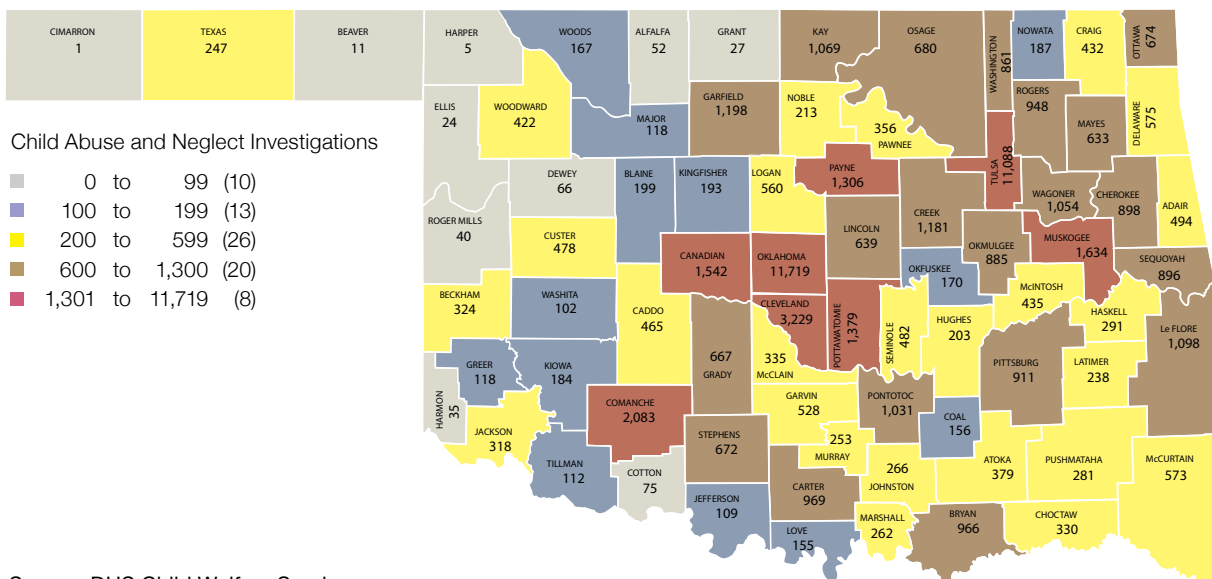 CIMARRON
1
TEXAS
247
BEAVER
11
HARPER
5
WOODS
167
ALFALFA
52
GRANT
27
KAY
1,069
OSAGE
680
WASHINGTON
861
NOWATA
187
CRAIG
432
OTTAWA
674
ELLIS
24
WOODWARD
422
MAJOR
118
GARFIELD
1,198
NOBLE
213
356
PAWNEE
ROGERS
948
MAYES
633
DELAWARE
575
Child Abuse and Neglect Investigations
0 to 99 (10)
100 to 199 (13)
200 to 599 (26)
600 to 1,300 (20)
1,301 to 11,719 (8)
DEWEY
66
BLAINE
199
KINGFISHER
193
LOGAN
560
PAYNE
1,306
TULSA
11,088
WAGONER
1,054
CHEROKEE
898
ADAIR
494
ROGER MILLS
40
CUSTER
478
CANADIAN
1,542
OKLAHOMA
11,719
LINCOLN
639
CREEK
1,181
OKMULGEE
885
MUSKOGEE
1,634
SEQUOYAH
896
BECKHAM
324
WASHITA
102
CADDO
465
CLEVELAND
3,229
POTTAWATOMIE
1,379
SEMINOLE
482
OKFUSKEE
170
McINTOSH
435
HASKELL
291
Le FLORE
1,098
GREER
118
KIOWA
184
667
GRADY
335
McCLAIN
HUGHES
203
PITTSBURG
911
LATIMER
238
HARMON
35
JACKSON
318
COMANCHE
2,083
GARVIN
528
PONTOTOC
1,031
COAL
156
STEPHENS
672
253
MURRAY
TILLMAN
112
COTTON
75
JEFFERSON
109
CARTER
969
266
JOHNSTON
ATOKA
379
PUSHMATAHA
281
McCURTAIN
573
LOVE
155
MARSHALL
262
BRYAN
966
CHOCTAW
330